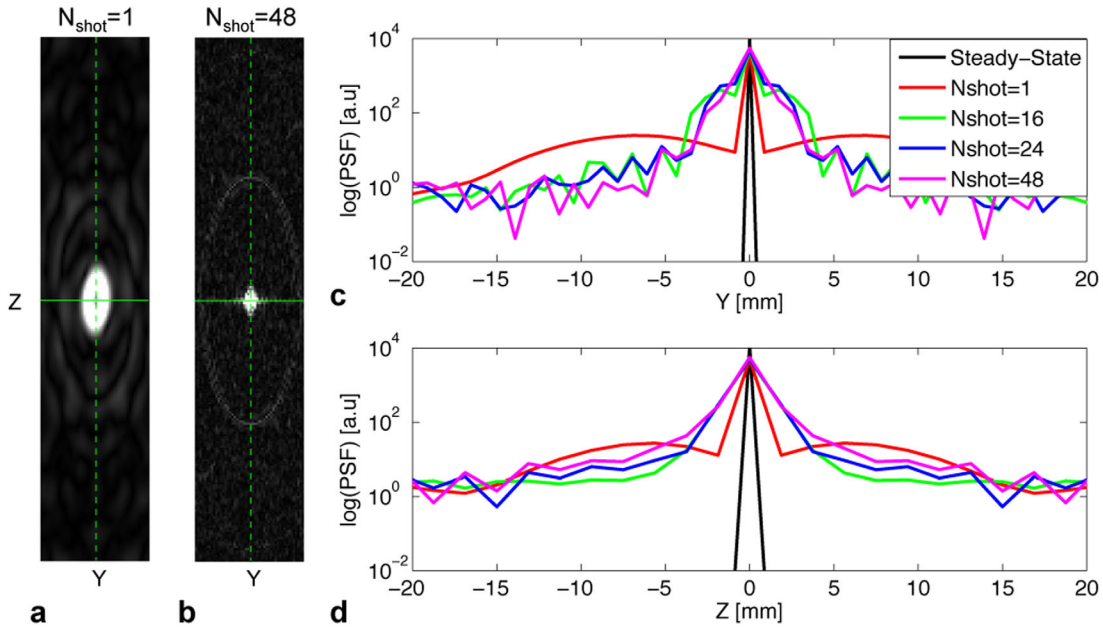 N_shot=1
N_shot=48
a
Z
Y
b
Y
10^4
10^2
10^0
10^−2
log(PSF) [a.u]
Steady−State
Nshot=1
Nshot=16
Nshot=24
Nshot=48
−20 −15 −10 −5 0 5 10 15 20
c
Y [mm]
10^4
10^2
10^0
10^−2
log(PSF) [a.u]
−20 −15 −10 −5 0 5 10 15 20
d
Z [mm]